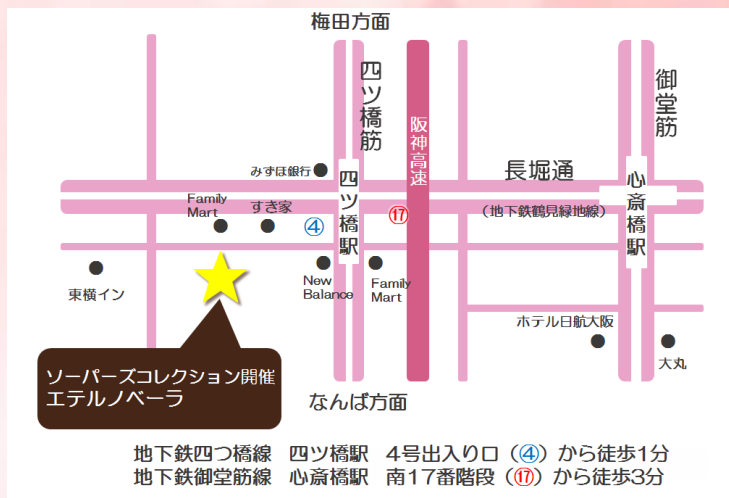 梅田方面
四ツ橋筋
御堂筋
阪神高速
長堀通
みずほ銀行
四ツ橋駅
心斎橋駅
Family
Mart
すき家
④
⑰
(地下鉄鶴見緑地線)
東横イン
New
Balance
Family
Mart
ホテル日航大阪
大丸
ソーパーズコレクション開催
エテルノベーラ
なんば方面
地下鉄四つ橋線 四ツ橋駅 4号出入り口(④)から徒歩1分
地下鉄御堂筋線 心斎橋駅 南17番階段(⑰)から徒歩3分